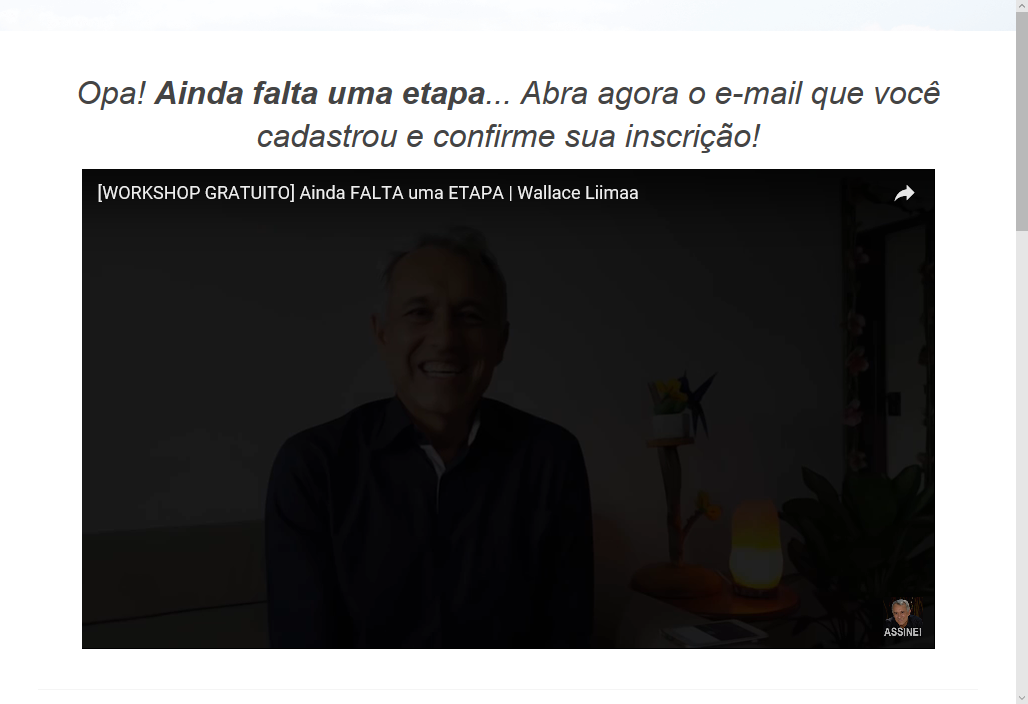 Opa! Ainda falta uma etapa... Abra agora o e-mail que você
cadastrou e confirme sua inscrição!
[WORKSHOP GRATUITO] Ainda FALTA uma ETAPA | Wallace Liimaa
ASSINE!